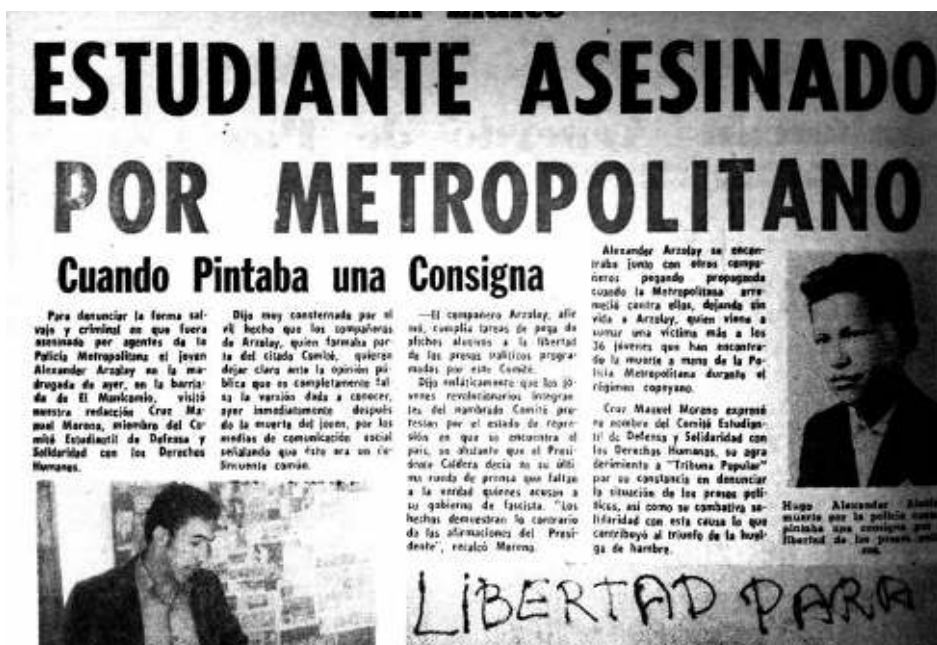 ESTUDIANTE ASESINADO
POR METROPOLITANO
Cuando Pintaba una Consigna
Para denunciar la forma sal-
vaje y criminal en que fuera
asesinado por agentes de la
Policía Metropolitana el joven
Alexander Arzolay en la ma-
drugada de ayer, en la barria-
da de El Manicomio, visitó
nuestra redacción Cruz Ma-
nuel Moreno, miembro del Co-
mité Estudiantil de Defensa y
Solidaridad con los Derechos
Humanos.
Dijo muy consternado por el
vil hecho que los compañeros
de Arzolay, quien formaba par-
te del citado Comité, quieren
dejar claro ante la opinión pú-
blica que es completamente fal-
sa la versión dada a conocer,
ayer inmediatamente después
de la muerte del joven, por los
medios de comunicación social
señalando que éste era un de-
lincuente común.
—El compañero Arzolay, afir
mó, cumplía tareas de pega de
afiches alusivos a la libertad
de los presos políticos progra-
madas por este Comité.
Dijo enfáticamente que los jó-
venes revolucionarios integran-
tes del nombrado Comité pro-
testan por el estado de repre-
sión en que se encuentra el
país, no obstante que el Presi-
dente Caldera decía en su últi-
ma rueda de prensa que faltan
a la verdad quienes acusan a
su gobierno de fascista. "Los
hechos demuestran lo contrario
de las afirmaciones del Presi-
dente", recalcó Moreno.
Alexander Arzolay se encon-
traba junto con otros compa-
ñeros pegando propaganda
cuando la Metropolitana arre-
metió contra ellos, dejando sin
vida a Arzolay, quien viene a
sumar una víctima más a los
36 jóvenes que han encontra-
do la muerte a mano de la Po-
licía Metropolitana durante el
régimen copeyano.
Cruz Manuel Moreno expresó
en nombre del Comité Estudian-
til de Defensa y Solidaridad con
los Derechos Humanos, su agra
decimiento a "Tribuna Popular"
por su constancia en denunciar
la situación de los presos polí-
ticos, así como su combativa so-
lidaridad con esta causa lo que
contribuyó al triunfo de la huel-
ga de hambre.
Hugo Alexander
muerto por la policía
pintaba una consigna
libertad de los presos
LIBERTAD PARA